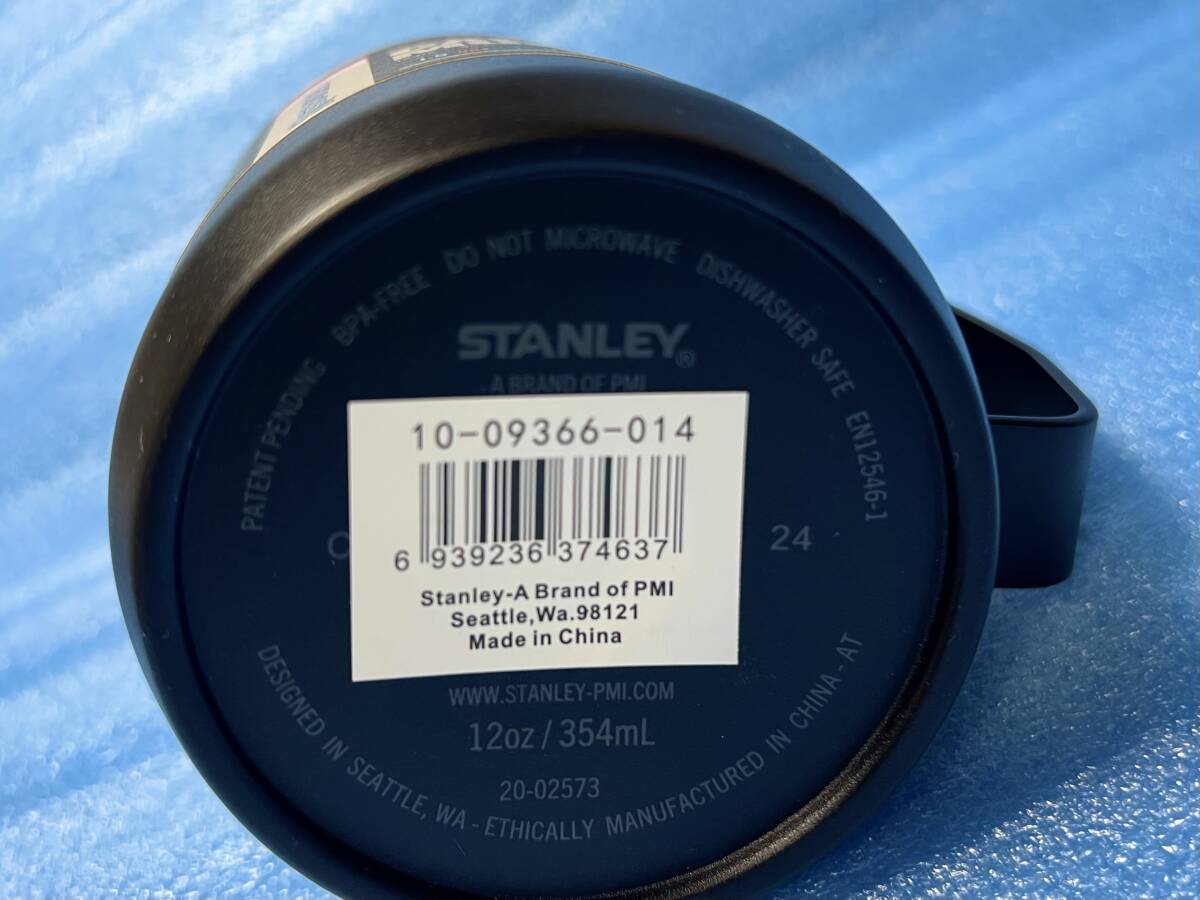 PATENT PENDING BPA-FREE DO NOT MICROWAVE DISHWASHER SAFE EN12546-1
STANLEY®
A BRAND OF PMI
10-09366-014
6 939236 374637
Stanley-A Brand of PMI
Seattle,Wa.98121
Made in China
24
WWW.STANLEY-PMI.COM
12oz / 354mL
20-02573
DESIGNED IN SEATTLE, WA - ETHICALLY MANUFACTURED IN CHINA - AT